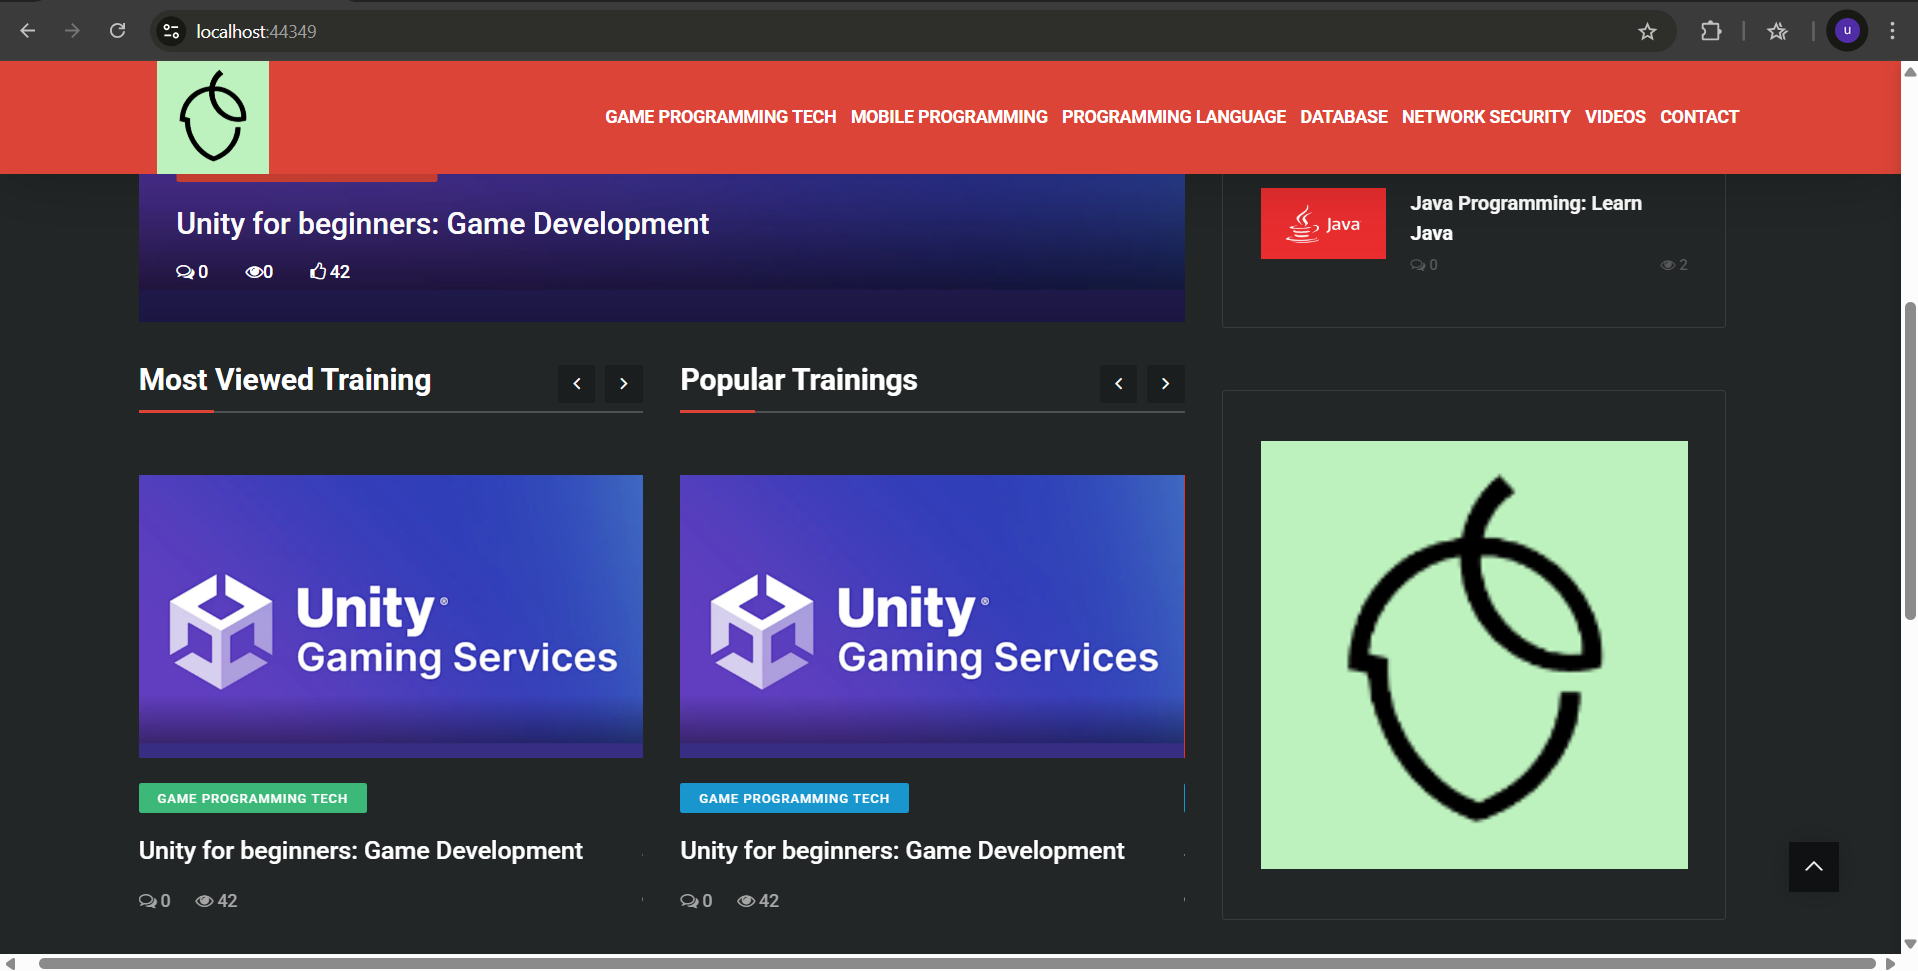 localhost:44349
u
GAME PROGRAMMING TECH MOBILE PROGRAMMING PROGRAMMING LANGUAGE DATABASE NETWORK SECURITY VIDEOS CONTACT
Unity for beginners: Game Development
0 0 42
Java
Java Programming: Learn
Java
0 2
Most Viewed Training
Popular Trainings
Unity®
Gaming Services
GAME PROGRAMMING TECH
Unity for beginners: Game Development
0 42
Unity®
Gaming Services
GAME PROGRAMMING TECH
Unity for beginners: Game Development
0 42